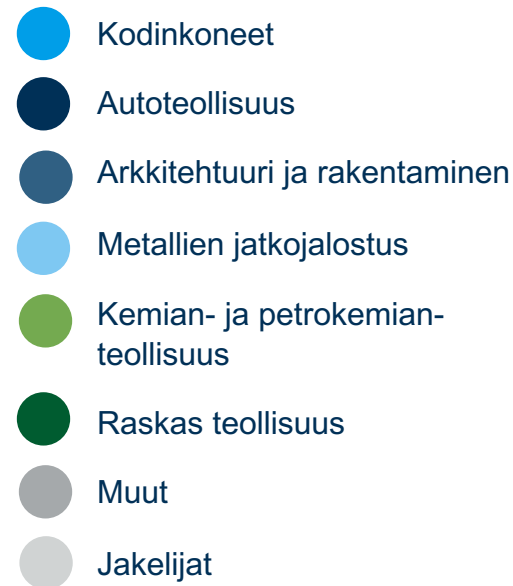 Kodinkoneet
Autoteollisuus
Arkkitehtuuri ja rakentaminen
Metallien jatkojalostus
Kemian- ja petrokemian-
teollisuus
Raskas teollisuus
Muut
Jakelijat